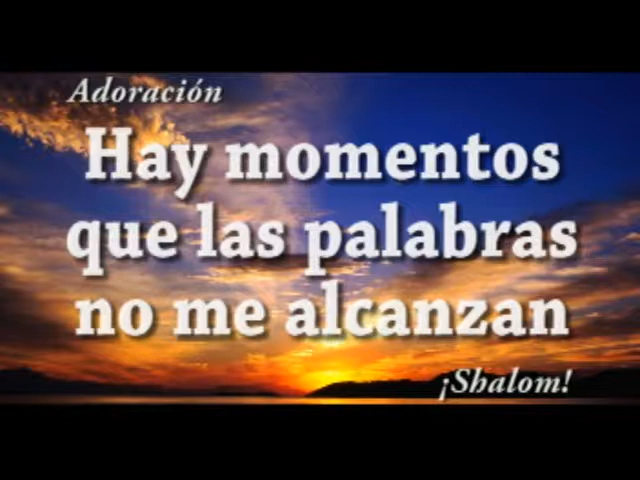 Adoración
Hay momentos
que las palabras
no me alcanzan
¡Shalom!